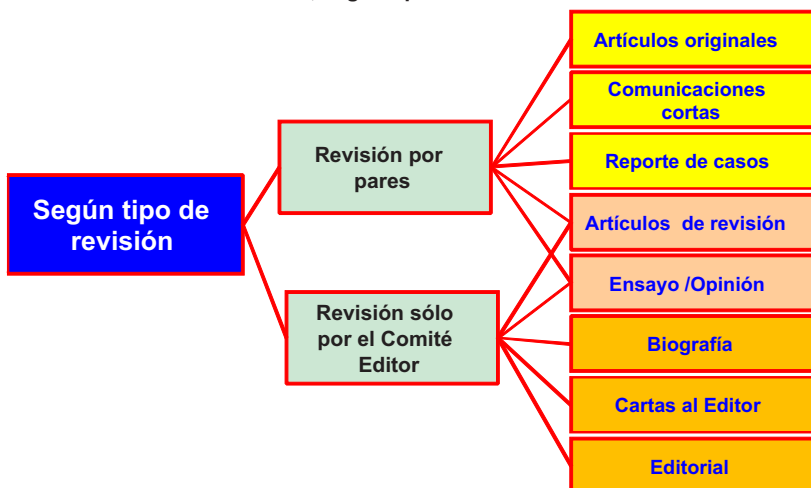 Según tipo de
revisión
Revisión por
pares
Revisión sólo
por el Comité
Editor
Artículos originales
Comunicaciones
cortas
Reporte de casos
Artículos de revisión
Ensayo /Opinión
Biografía
Cartas al Editor
Editorial